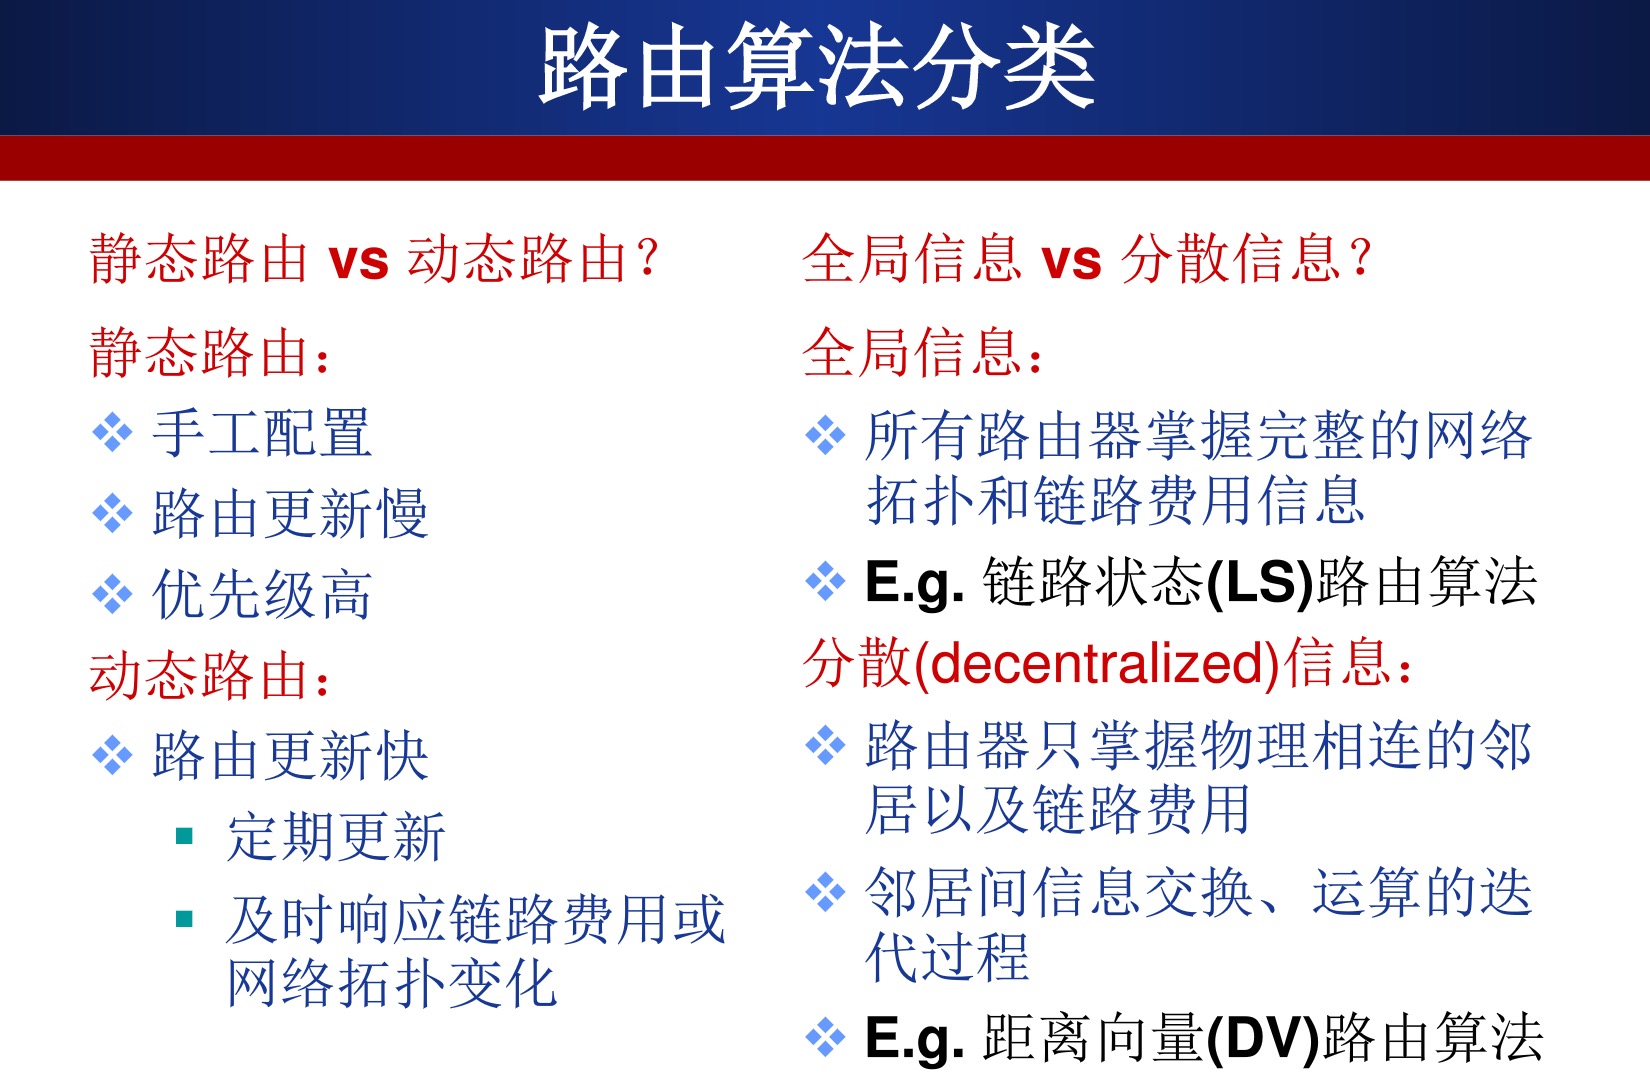 路由算法分类
静态路由 vs 动态路由？
静态路由：
手工配置
路由更新慢
优先级高
动态路由：
路由更新快
定期更新
及时响应链路费用或
网络拓扑变化
全局信息 vs 分散信息？
全局信息：
所有路由器掌握完整的网络
拓扑和链路费用信息
E.g. 链路状态(LS)路由算法
分散(decentralized)信息：
路由器只掌握物理相连的邻
居以及链路费用
邻居间信息交换、运算的迭
代过程
E.g. 距离向量(DV)路由算法